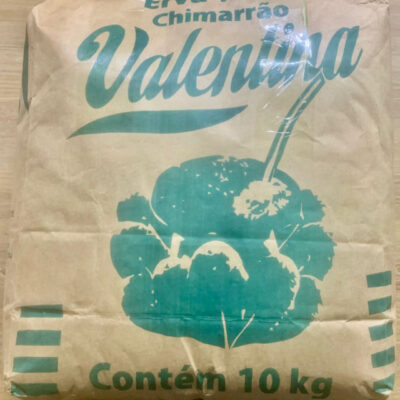 Erva
Chimarrão
Valentina
Contém 10 kg